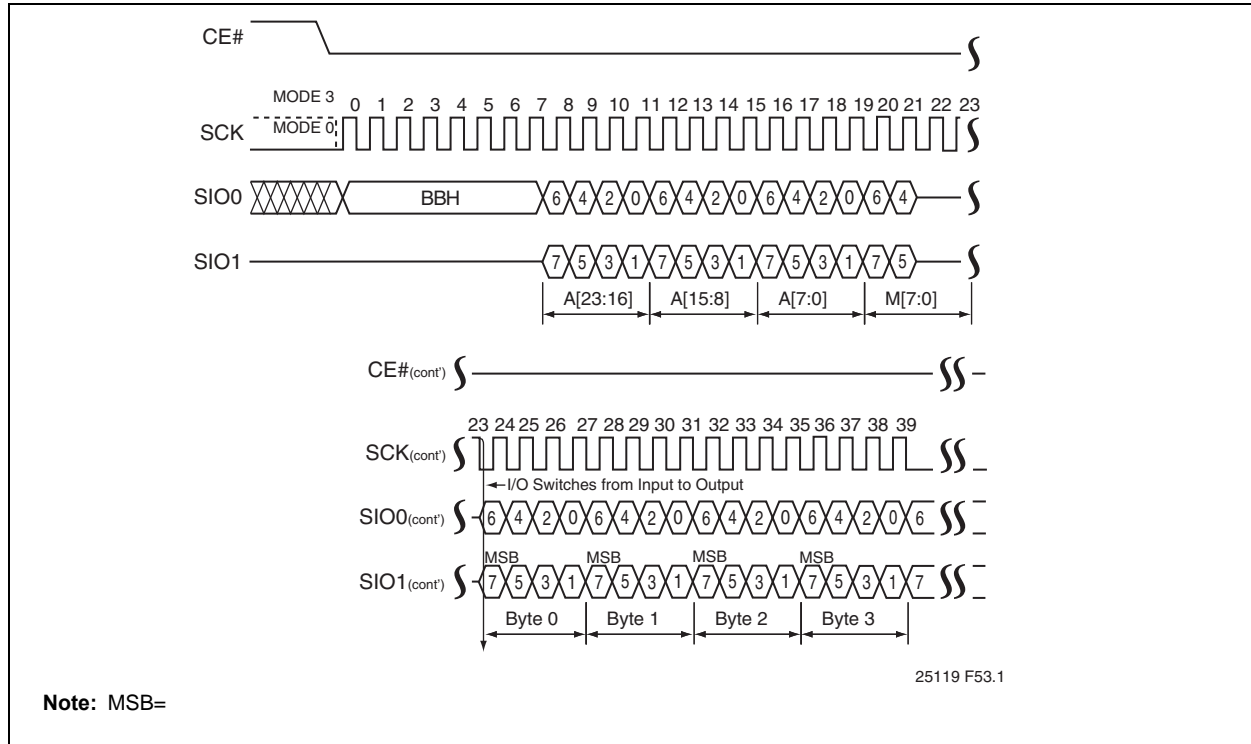 CE#
MODE 3
0 1 2 3 4 5 6 7 8 9 10 11 12 13 14 15 16 17 18 19 20 21 22 23
SCK
MODE 0
SIO0
BBH
6 4 2 0 6 4 2 0 6 4 2 0 6 4
SIO1
7 5 3 1 7 5 3 1 7 5 3 1 7 5
A[23:16] A[15:8] A[7:0] M[7:0]
CE#(cont')
23 24 25 26 27 28 29 30 31 32 33 34 35 36 37 38 39
SCK(cont')
I/O Switches from Input to Output
SIO0(cont') 6 4 2 0 6 4 2 0 6 4 2 0 6 4 2 0 6
MSB MSB MSB MSB
SIO1(cont') 7 5 3 1 7 5 3 1 7 5 3 1 7 5 3 1 7
Byte 0 Byte 1 Byte 2 Byte 3
25119 F53.1
Note: MSB=